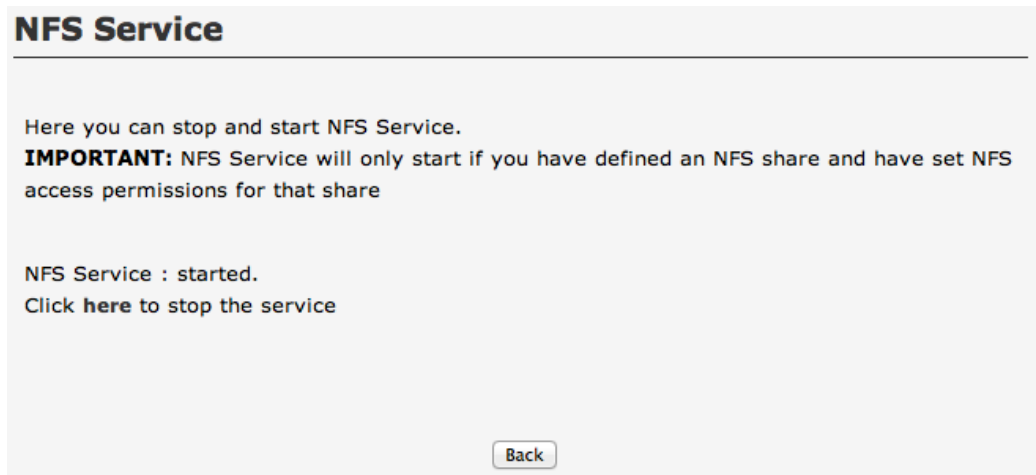 NFS Service
Here you can stop and start NFS Service.
IMPORTANT: NFS Service will only start if you have defined an NFS share and have set NFS
access permissions for that share
NFS Service : started.
Click here to stop the service
Back